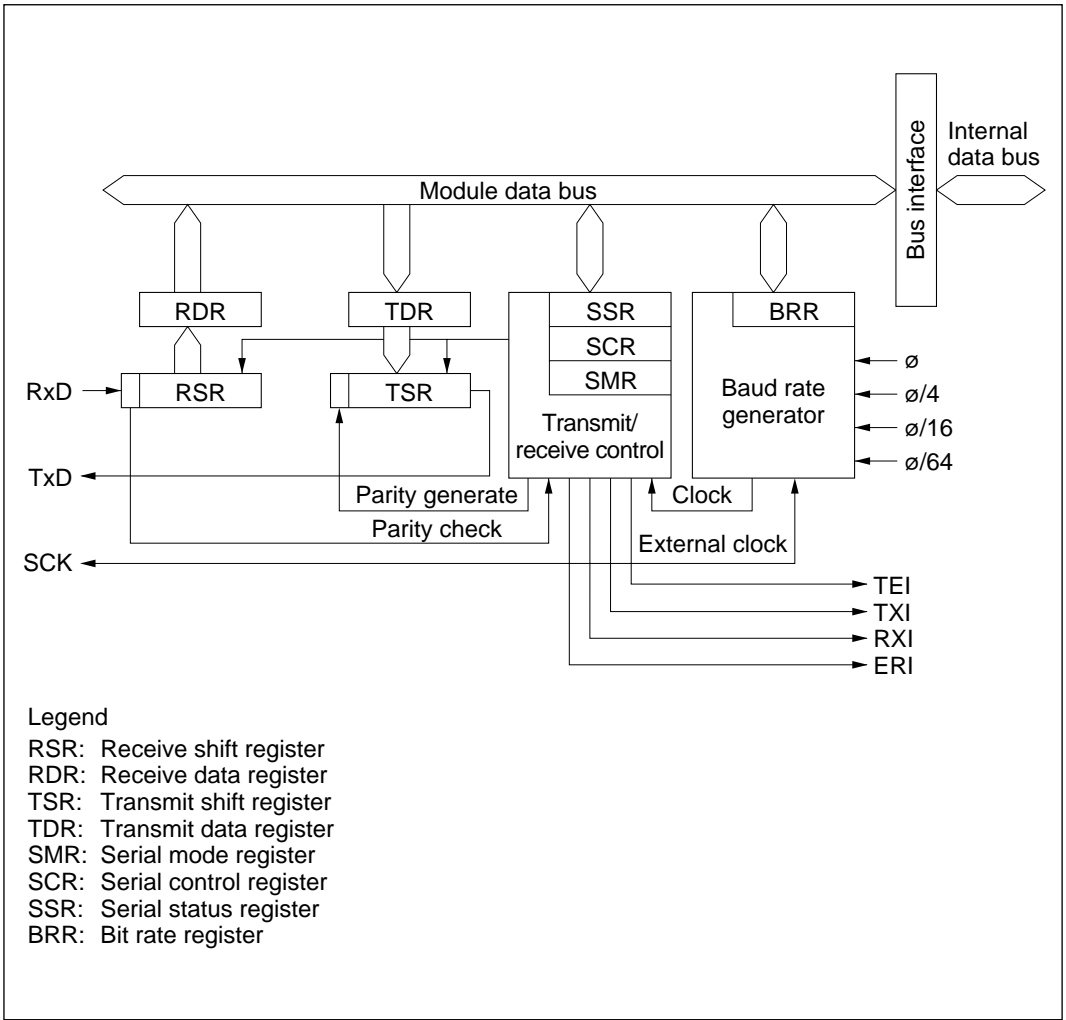 Internal
data bus
Bus interface
Module data bus
RDR
TDR
SSR
BRR
SCR
SMR
RSR
TSR
RxD
Baud rate
generator
ø
ø/4
ø/16
ø/64
Transmit/
receive control
TxD
Parity generate
Clock
Parity check
External clock
SCK
TEI
TXI
RXI
ERI
Legend
RSR: Receive shift register
RDR: Receive data register
TSR: Transmit shift register
TDR: Transmit data register
SMR: Serial mode register
SCR: Serial control register
SSR: Serial status register
BRR: Bit rate register